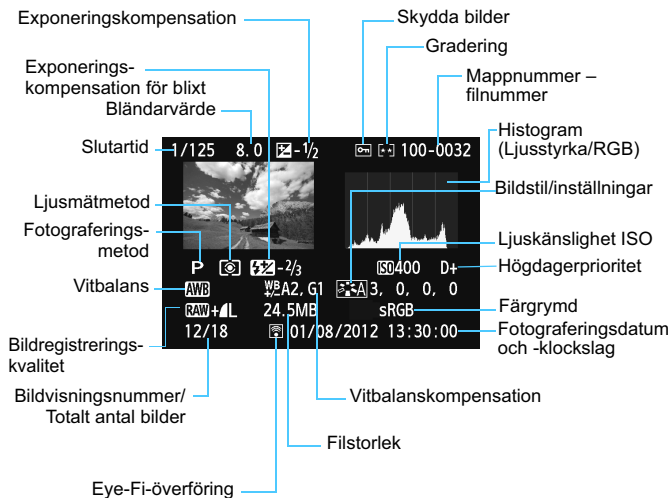 Exponeringskompensation
Skydda bilder
Gradering
Exponerings-
kompensation för blixt
Mappnummer –
filnummer
Bländarvärde
Slutartid
Histogram
(Ljusstyrka/RGB)
1/125 8.0 -1/2 100-0032
Bildstil/inställningar
Ljusmätmetod
Fotograferings-
metod
Ljuskänslighet ISO
P -2/3 ISO400 D+
Högdagerprioritet
Vitbalans
AWB WB+/-A2, G1 A 3, 0, 0, 0
RAW+L 24.5MB sRGB
Färgrymd
12/18 01/08/2012 13:30:00
Fotograferingsdatum
och -klockslag
Bildregistrerings-
kvalitet
Bildvisningsnummer/
Totalt antal bilder
Vitbalanskompensation
Filstorlek
Eye-Fi-överföring